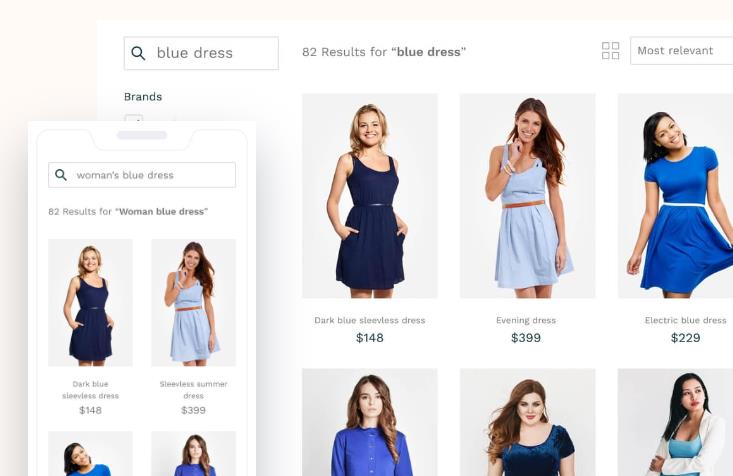 blue dress
82 Results for “blue dress”
Most relevant
Brands
woman's blue dress
82 Results for “Woman blue dress”
Dark blue
sleevless dress
$148
Sleevless summer
dress
$399
Dark blue sleevless dress
$148
Evening dress
$399
Electric blue dress
$229